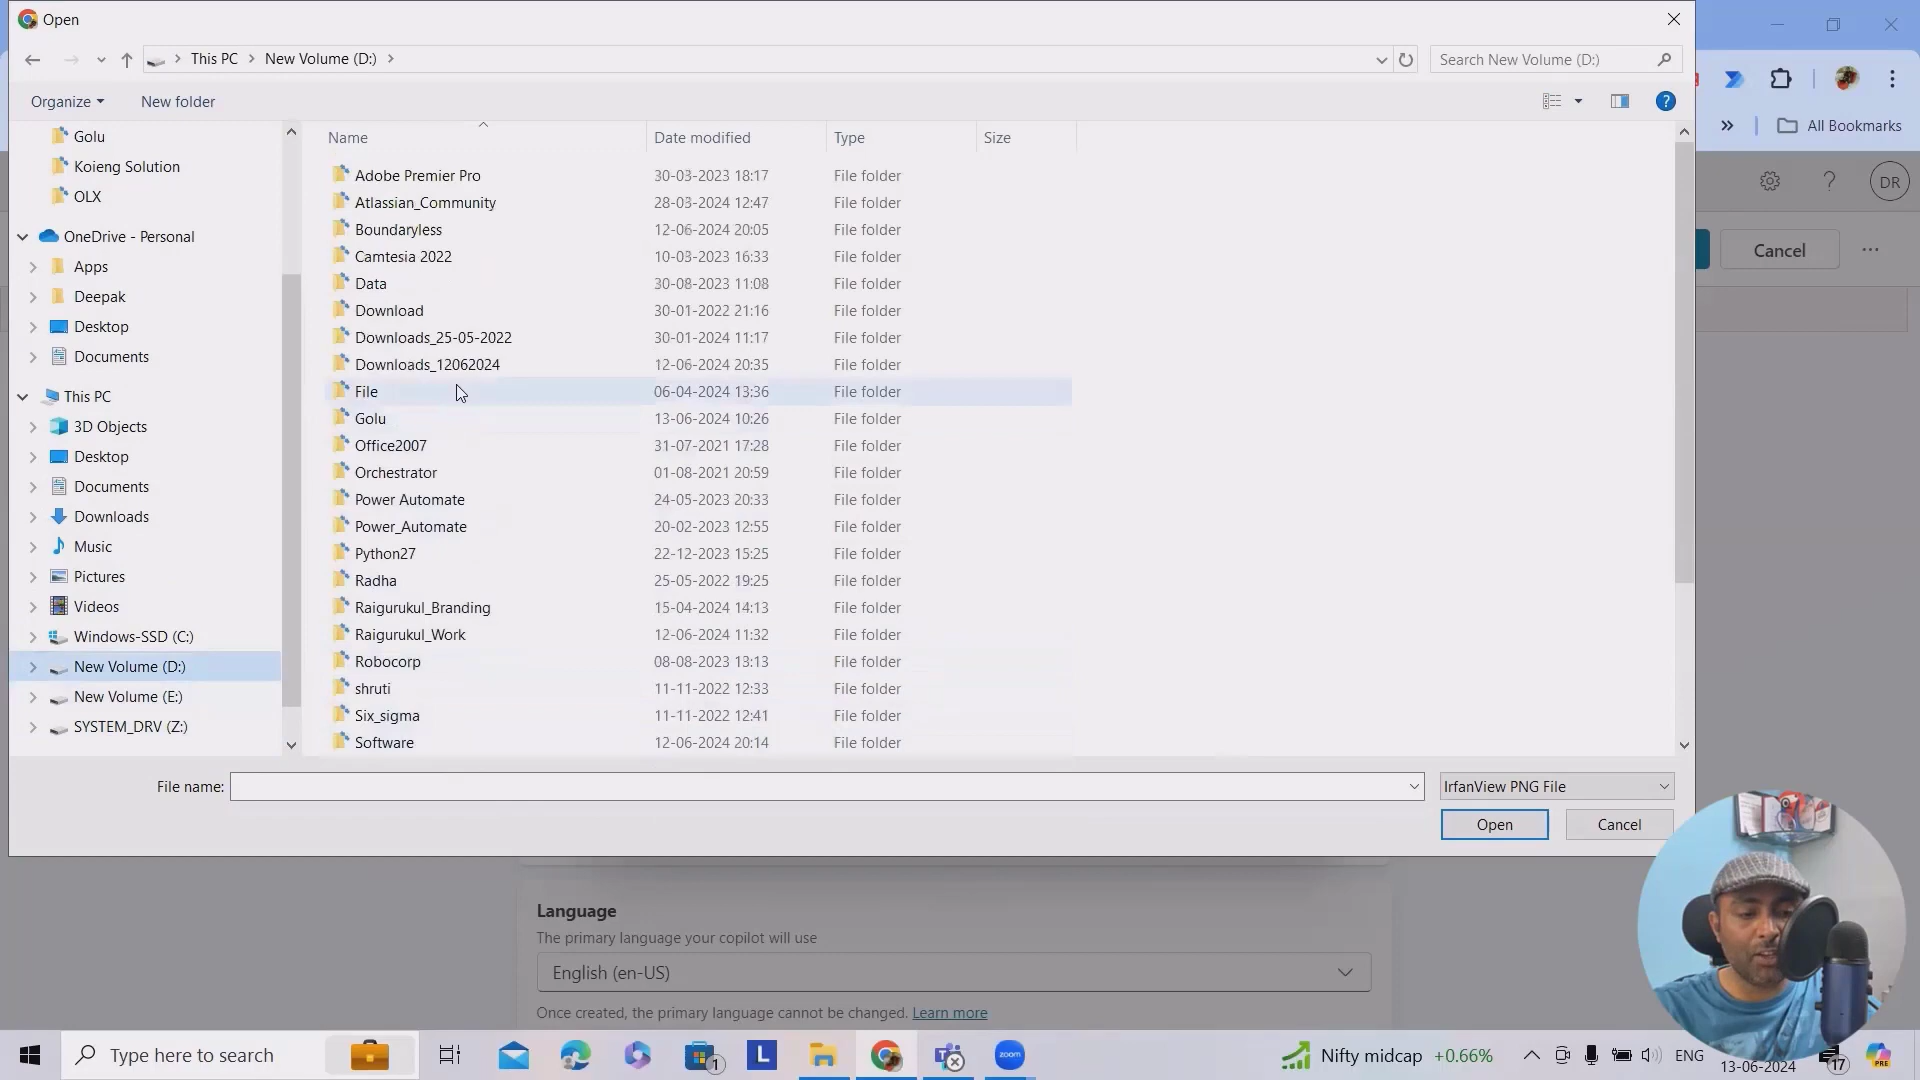 Open
This PC
New Volume (D:)
Search New Volume (D:)
Organize
New folder
All Bookmarks
DR
Cancel
Golu
Koieng Solution
OLX
OneDrive - Personal
Apps
Deepak
Desktop
Documents
This PC
3D Objects
Desktop
Documents
Downloads
Music
Pictures
Videos
Windows-SSD (C:)
New Volume (D:)
New Volume (E:)
SYSTEM_DRV (Z:)
Name Date modified Type Size
Adobe Premier Pro 30-03-2023 18:17 File folder
Atlassian_Community 28-03-2024 12:47 File folder
Boundaryless 12-06-2024 20:05 File folder
Camtesia 2022 10-03-2023 16:33 File folder
Data 30-08-2023 11:08 File folder
Download 30-01-2022 21:16 File folder
Downloads_25-05-2022 30-01-2024 11:17 File folder
Downloads_12062024 12-06-2024 20:35 File folder
File 06-04-2024 13:36 File folder
Golu 13-06-2024 10:26 File folder
Office2007 31-07-2021 17:28 File folder
Orchestrator 01-08-2021 20:59 File folder
Power Automate 24-05-2023 20:33 File folder
Power_Automate 20-02-2023 12:55 File folder
Python27 22-12-2023 15:25 File folder
Radha 25-05-2022 19:25 File folder
Raigurukul_Branding 15-04-2024 14:13 File folder
Raigurukul_Work 12-06-2024 11:32 File folder
Robocorp 08-08-2023 13:13 File folder
shruti 11-11-2022 12:33 File folder
Six_sigma 11-11-2022 12:41 File folder
Software 12-06-2024 20:14 File folder
File name:
IrfanView PNG File
Open
Cancel
Language
The primary language your copilot will use
English (en-US)
Once created, the primary language cannot be changed. Learn more
Type here to search
1
L
zoom
Nifty midcap +0.66%
ENG
13-06-2024
17
PRE